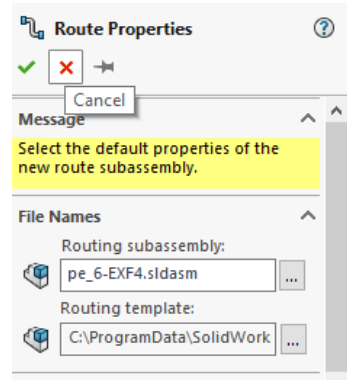 Route Properties
Cancel
Message
Select the default properties of the
new route subassembly.
File Names
Routing subassembly:
pe_6-EXF4.sldasm
...
Routing template:
C:\ProgramData\SolidWork
...